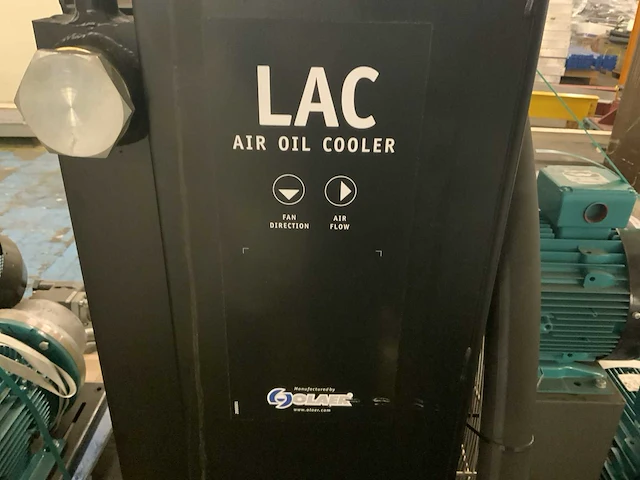 LAC
AIR OIL COOLER
FAN
DIRECTION
AIR
FLOW
Manufactured by
OLAER
www.olaer.com